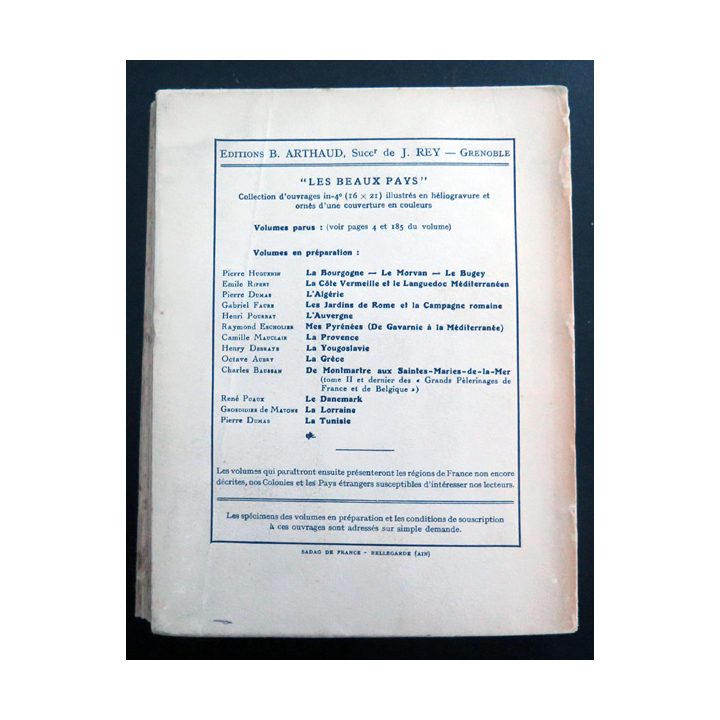 EDITIONS B. ARTHAUD, Succr de J. REY — GRENOBLE
"LES BEAUX PAYS"
Collection d'ouvrages in-4° (16 × 21) illustrés en héliogravure et
ornés d'une couverture en couleurs
Volumes parus : (voir pages 4 et 185 du volume)
Volumes en préparation :
Pierre HUGUENIN La Bourgogne — Le Morvan — Le Bugey
Emile RIPERT La Côte Vermeille et le Languedoc Méditerranéen
Pierre DUMAS L'Algérie
Gabriel FAURE Les Jardins de Rome et la Campagne romaine
Henri POURRAT L'Auvergne
Raymond ESCHOLIER Mes Pyrénées (De Gavarnie à la Méditerranée)
Camille MAUCLAIR La Provence
Henry DEBRAYE La Yougoslavie
Octave AUBRY La Grèce
Charles BAUSSAN De Montmartre aux Saintes-Maries-de-la-Mer
(tome II et dernier des « Grands Pèlerinages de
France et de Belgique »)
René PUAUX Le Danemark
GROSDIDIER DE MATONS La Lorraine
Pierre DUMAS La Tunisie
Les volumes qui paraîtront ensuite présenteront les régions de France non encore
décrites, nos Colonies et les Pays étrangers susceptibles d'intéresser nos lecteurs.
Les spécimens des volumes en préparation et les conditions de souscription
à ces ouvrages sont adressés sur simple demande.
SADAG DE FRANCE - BELLEGARDE (AIN)